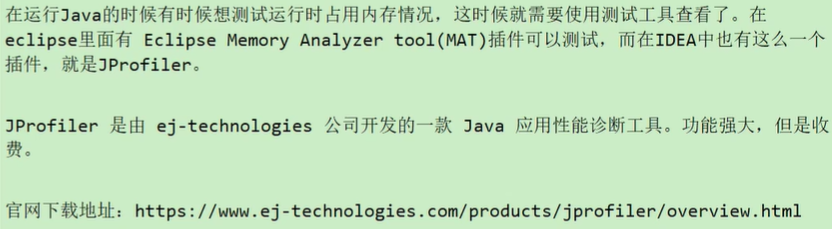 在运行Java的时候有时候想测试运行时占用内存情况，这时候就需要使用测试工具查看了。在
eclipse里面有 Eclipse Memory Analyzer tool(MAT)插件可以测试，而在IDEA中也有这么一个
插件，就是JProfiler。
JProfiler 是由 ej-technologies 公司开发的一款 Java 应用性能诊断工具。功能强大，但是收
费。
官网下载地址：https://www.ej-technologies.com/products/jprofiler/overview.html